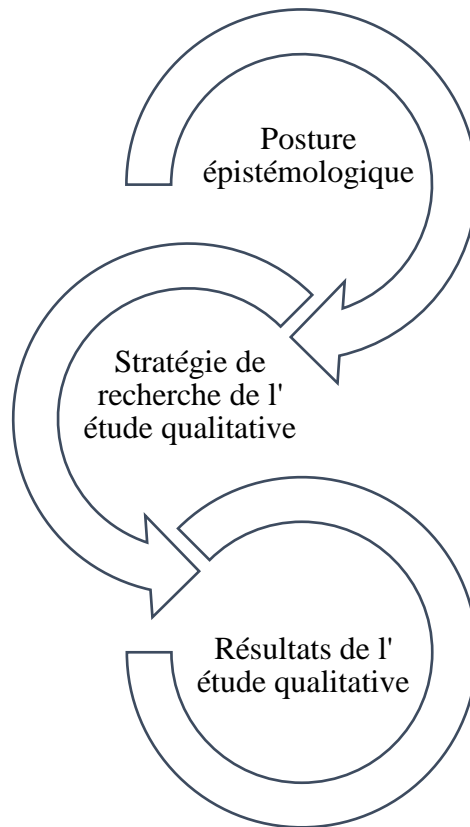 Posture
épistémologique
Stratégie de
recherche de l'
étude qualitative
Résultats de l'
étude qualitative